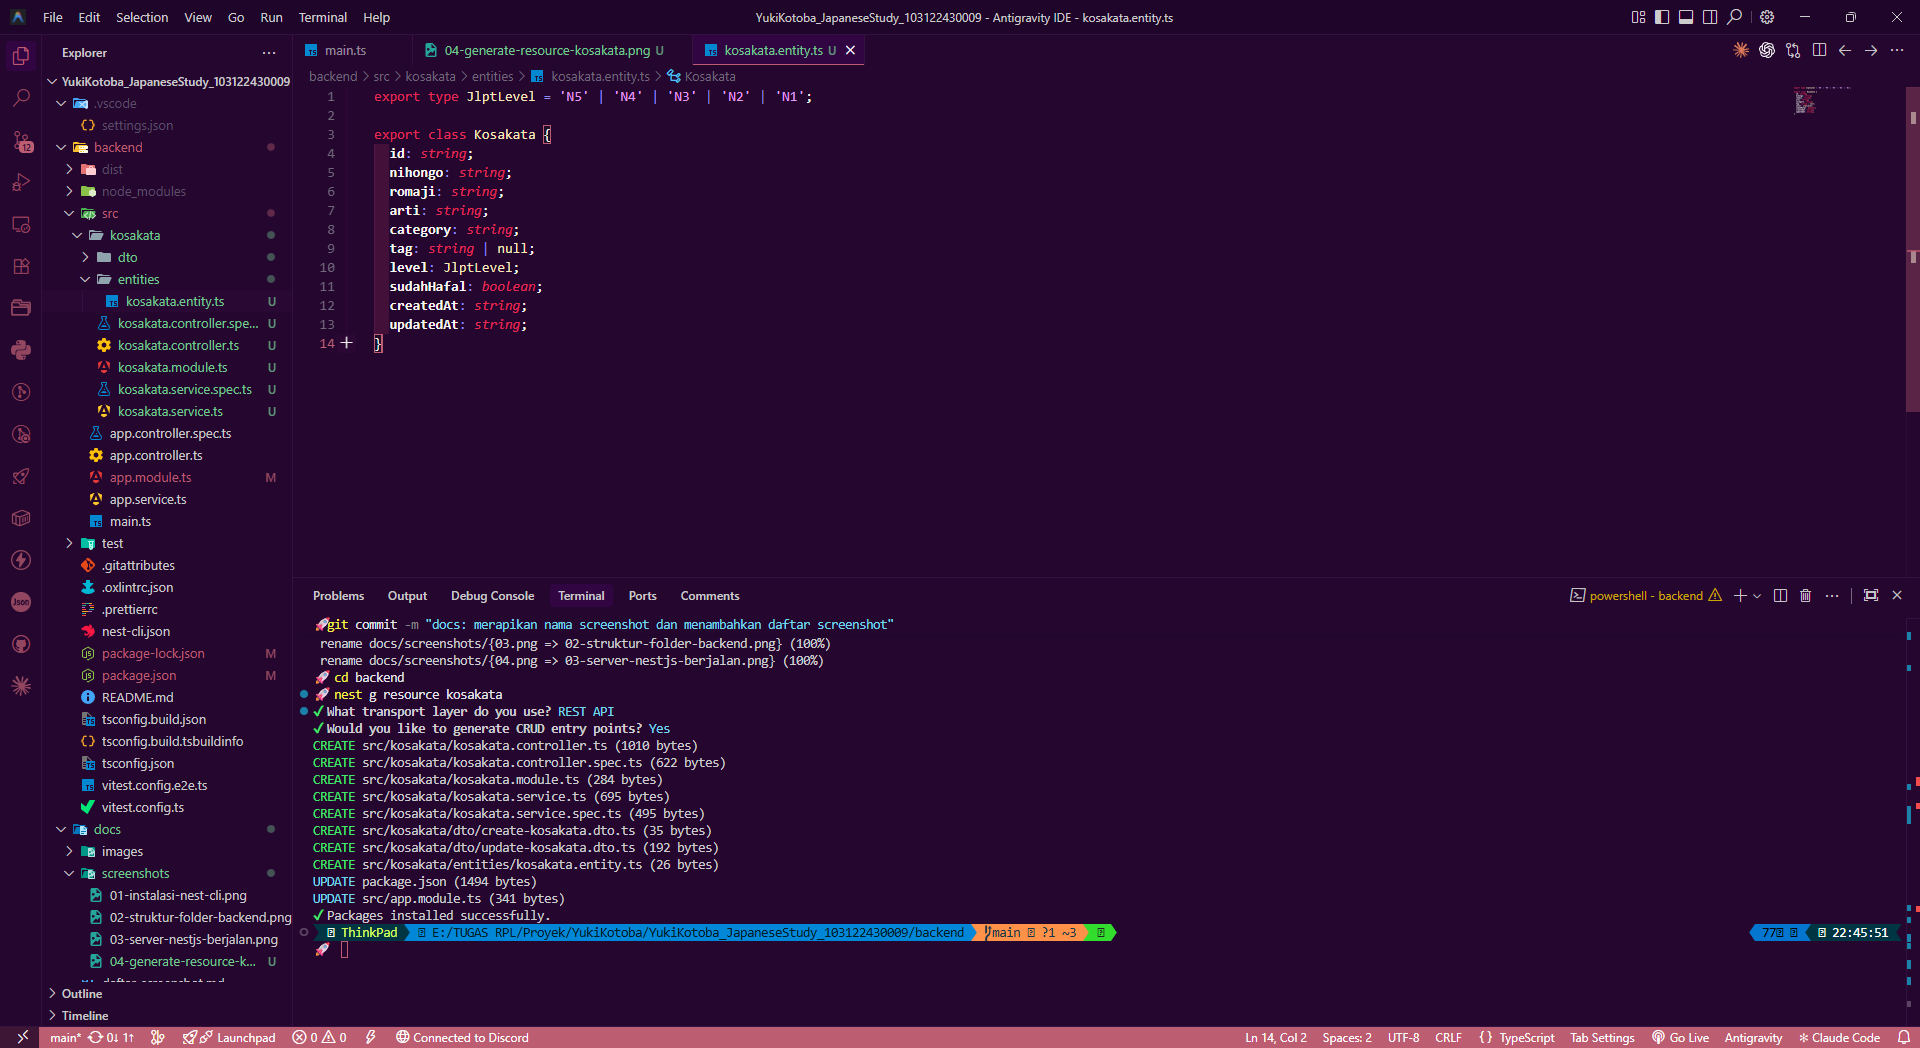 File Edit Selection View Go Run Terminal Help
YukiKotoba_JapaneseStudy_103122430009 - Antigravity IDE - kosakata.entity.ts
Explorer
YukiKotoba_JapaneseStudy_103122430009
.vscode
settings.json
backend
dist
node_modules
src
kosakata
dto
entities
kosakata.entity.ts U
kosakata.controller.spe... U
kosakata.controller.ts U
kosakata.module.ts U
kosakata.service.spec.ts U
kosakata.service.ts U
app.controller.spec.ts
app.controller.ts
app.module.ts M
app.service.ts
main.ts
test
.gitattributes
.oxlintrc.json
.prettierrc
nest-cli.json
package-lock.json M
package.json M
README.md
tsconfig.build.json
tsconfig.build.tsbuildinfo
tsconfig.json
vitest.config.e2e.ts
vitest.config.ts
docs
images
screenshots
01-instalasi-nest-cli.png
02-struktur-folder-backend.png
03-server-nestjs-berjalan.png
04-generate-resource-k... U
Outline
Timeline
12
Json
main.ts
04-generate-resource-kosakata.png U
kosakata.entity.ts U
backend > src > kosakata > entities > kosakata.entity.ts > Kosakata
1 export type JlptLevel = 'N5' | 'N4' | 'N3' | 'N2' | 'N1';
2
3 export class Kosakata {
4 id: string;
5 nihongo: string;
6 romaji: string;
7 arti: string;
8 category: string;
9 tag: string | null;
10 level: JlptLevel;
11 sudahHafal: boolean;
12 createdAt: string;
13 updatedAt: string;
14 }
Problems Output Debug Console Terminal Ports Comments
powershell - backend
git commit -m "docs: merapikan nama screenshot dan menambahkan daftar screenshot"
rename docs/screenshots/{03.png => 02-struktur-folder-backend.png} (100%)
rename docs/screenshots/{04.png => 03-server-nestjs-berjalan.png} (100%)
cd backend
nest g resource kosakata
What transport layer do you use? REST API
Would you like to generate CRUD entry points? Yes
CREATE src/kosakata/kosakata.controller.ts (1010 bytes)
CREATE src/kosakata/kosakata.controller.spec.ts (622 bytes)
CREATE src/kosakata/kosakata.module.ts (284 bytes)
CREATE src/kosakata/kosakata.service.ts (695 bytes)
CREATE src/kosakata/kosakata.service.spec.ts (495 bytes)
CREATE src/kosakata/dto/create-kosakata.dto.ts (35 bytes)
CREATE src/kosakata/dto/update-kosakata.dto.ts (192 bytes)
CREATE src/kosakata/entities/kosakata.entity.ts (26 bytes)
UPDATE package.json (1494 bytes)
UPDATE src/app.module.ts (341 bytes)
Packages installed successfully.
ThinkPad E:/TUGAS RPL/Proyek/YukiKotoba/YukiKotoba_JapaneseStudy_103122430009/backend main ?1 ~3 77 22:45:51
main* 0↓ 1↑ Launchpad 0 0 Connected to Discord
Ln 14, Col 2 Spaces: 2 UTF-8 CRLF {} TypeScript Tab Settings Go Live Antigravity Claude Code